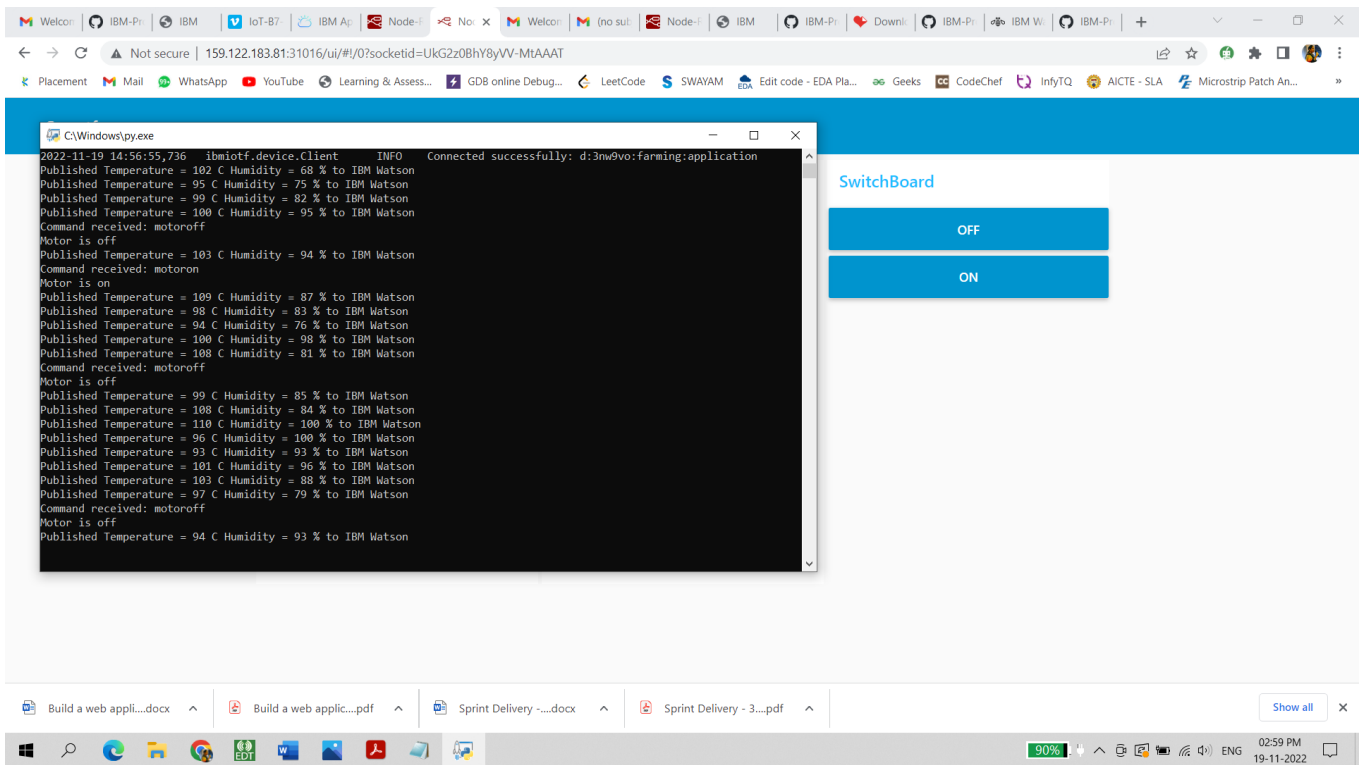 Welcon IBM-Pr IBM IoT-B7- IBM Ap Node-F Noc Welcon (no sub Node-F IBM IBM-Pr Downlc IBM-Pr IBM W IBM-Pr
Not secure | 159.122.183.81:31016/ui/#!/0?socketid=UkG2z0BhY8yVV-MtAAAT
Placement Mail WhatsApp YouTube Learning & Assess... GDB online Debug... LeetCode SWAYAM Edit code - EDA Pla... Geeks CodeChef InfyTQ AICTE - SLA Microstrip Patch An... »
C:\Windows\py.exe
2022-11-19 14:56:55,736 ibmiotf.device.Client INFO Connected successfully: d:3nw9vo:farming:application
Published Temperature = 102 C Humidity = 68 % to IBM Watson
Published Temperature = 95 C Humidity = 75 % to IBM Watson
Published Temperature = 99 C Humidity = 82 % to IBM Watson
Published Temperature = 100 C Humidity = 95 % to IBM Watson
Command received: motoroff
Motor is off
Published Temperature = 103 C Humidity = 94 % to IBM Watson
Command received: motoron
Motor is on
Published Temperature = 109 C Humidity = 87 % to IBM Watson
Published Temperature = 98 C Humidity = 83 % to IBM Watson
Published Temperature = 94 C Humidity = 76 % to IBM Watson
Published Temperature = 100 C Humidity = 98 % to IBM Watson
Published Temperature = 108 C Humidity = 81 % to IBM Watson
Command received: motoroff
Motor is off
Published Temperature = 99 C Humidity = 85 % to IBM Watson
Published Temperature = 108 C Humidity = 84 % to IBM Watson
Published Temperature = 110 C Humidity = 100 % to IBM Watson
Published Temperature = 96 C Humidity = 100 % to IBM Watson
Published Temperature = 93 C Humidity = 93 % to IBM Watson
Published Temperature = 101 C Humidity = 96 % to IBM Watson
Published Temperature = 103 C Humidity = 88 % to IBM Watson
Published Temperature = 97 C Humidity = 79 % to IBM Watson
Command received: motoroff
Motor is off
Published Temperature = 94 C Humidity = 93 % to IBM Watson
SwitchBoard
OFF
ON
Build a web appli....docx Build a web applic....pdf Sprint Delivery -....docx Sprint Delivery - 3....pdf Show all
EDT 90% ENG 02:59 PM
19-11-2022